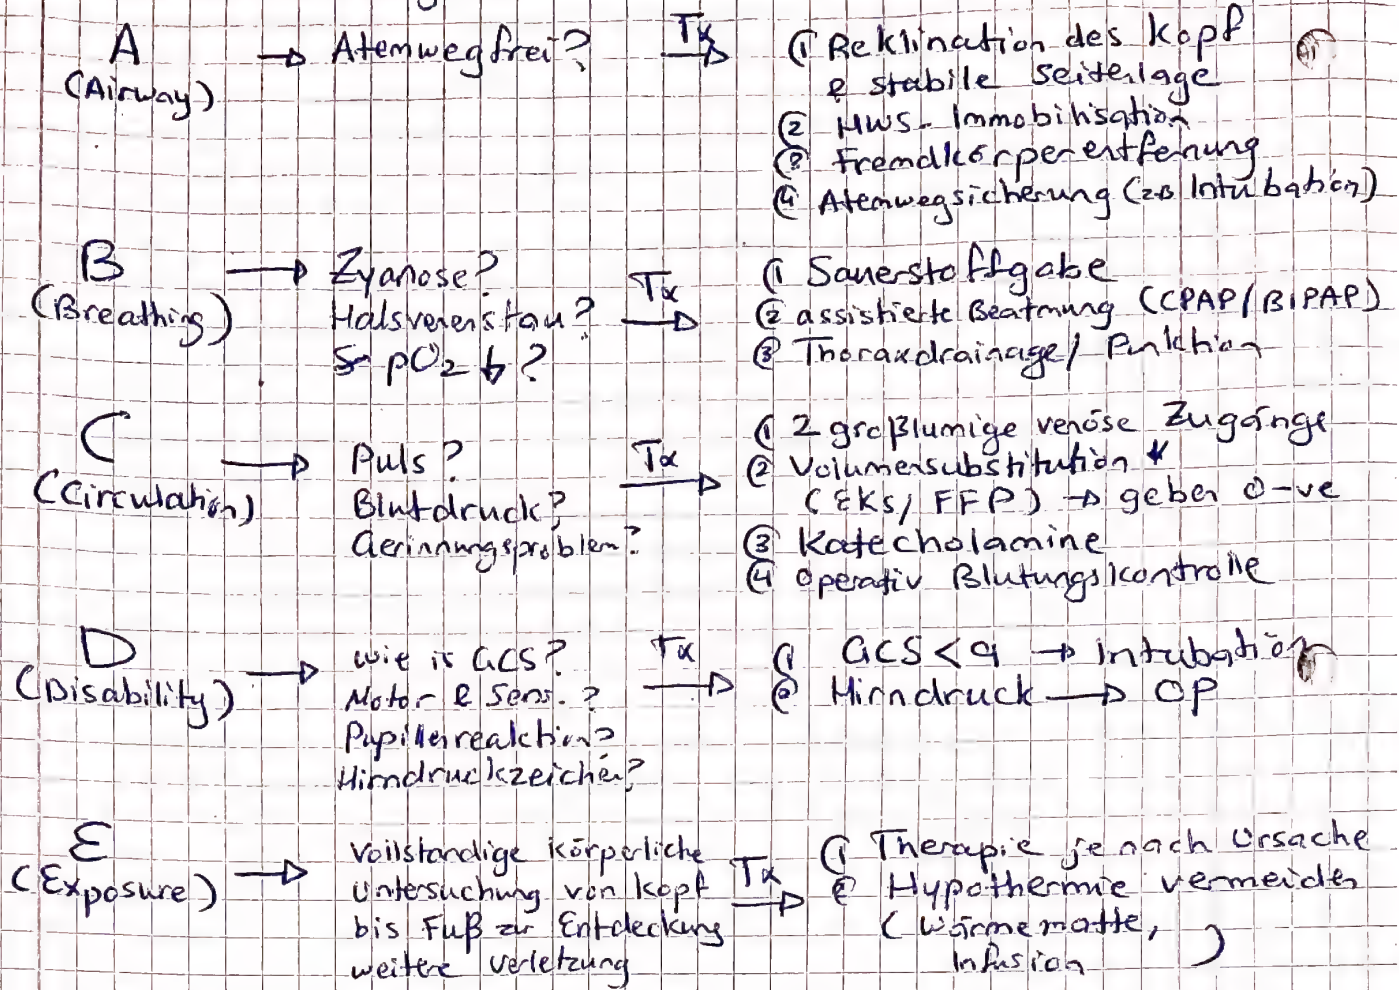 A → Atemweg frei? Tx → ① Reklination des Kopf
(Airway) & stabile Seitenlage
② HWS-Immobilisation
③ Fremdkörperentfernung
④ Atemwegsicherung (zB Intubation)
B → Zyanose? Tx → ① Sauerstoffgabe
(Breathing) Halsvenenstau? ② assistierte Beatmung (CPAP/BIPAP)
SpO2 ↓? ③ Thoraxdrainage / Punktion
C → Puls? Tx → ① 2 großlumige venöse Zugänge
(Circulation) Blutdruck? ② Volumensubstitution *
(EKs/FFP) → geben O-ve
Gerinnungsproblem? ③ Katecholamine
④ operativ Blutungskontrolle
D → wie is GCS? Tx → ① GCS < 9 → Intubation
(Disability) Motor & Sens.? ② Hirndruck → OP
Pupillenreaktion?
Hirndruckzeichen?
E → Vollständige körperliche Tx → ① Therapie je nach Ursache
(Exposure) Untersuchung von Kopf ② Hypothermie vermeiden
bis Fuß zur Entdeckung (Wärmematte,
weitere Verletzung Infusion )